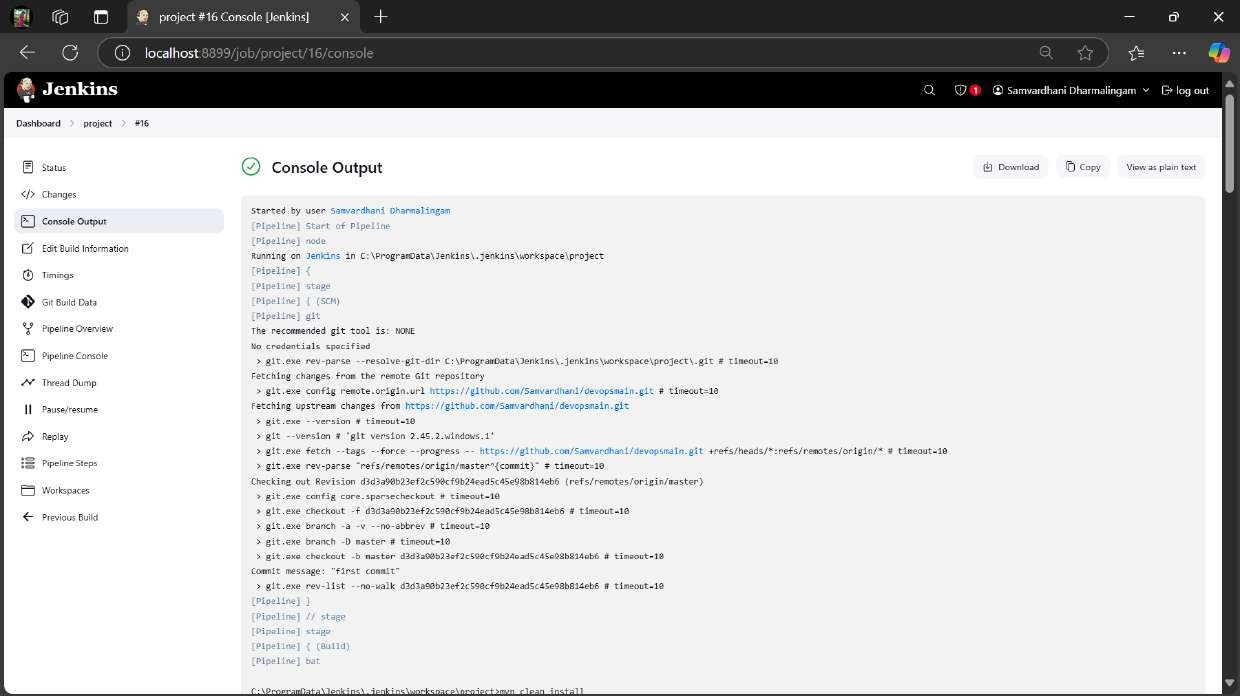 project #16 Console [Jenkins]
localhost:8899/job/project/16/console
Jenkins
1
Samvardhani Dharmalingam
log out
Dashboard > project > #16
Status
Changes
Console Output
Edit Build Information
Timings
Git Build Data
Pipeline Overview
Pipeline Console
Thread Dump
Pause/resume
Replay
Pipeline Steps
Workspaces
Previous Build
Console Output
Download
Copy
View as plain text
Started by user Samvardhani Dharmalingam
[Pipeline] Start of Pipeline
[Pipeline] node
Running on Jenkins in C:\ProgramData\Jenkins\.jenkins\workspace\project
[Pipeline] {
[Pipeline] stage
[Pipeline] { (SCM)
[Pipeline] git
The recommended git tool is: NONE
No credentials specified
> git.exe rev-parse --resolve-git-dir C:\ProgramData\Jenkins\.jenkins\workspace\project\.git # timeout=10
Fetching changes from the remote Git repository
> git.exe config remote.origin.url https://github.com/Samvardhani/devopsmain.git # timeout=10
Fetching upstream changes from https://github.com/Samvardhani/devopsmain.git
> git.exe --version # timeout=10
> git --version # 'git version 2.45.2.windows.1'
> git.exe fetch --tags --force --progress -- https://github.com/Samvardhani/devopsmain.git +refs/heads/*:refs/remotes/origin/* # timeout=10
> git.exe rev-parse "refs/remotes/origin/master^{commit}" # timeout=10
Checking out Revision d3d3a90b23ef2c590cf9b24ead5c45e98b814eb6 (refs/remotes/origin/master)
> git.exe config core.sparsecheckout # timeout=10
> git.exe checkout -f d3d3a90b23ef2c590cf9b24ead5c45e98b814eb6 # timeout=10
> git.exe branch -a -v --no-abbrev # timeout=10
> git.exe branch -D master # timeout=10
> git.exe checkout -b master d3d3a90b23ef2c590cf9b24ead5c45e98b814eb6 # timeout=10
Commit message: "first commit"
> git.exe rev-list --no-walk d3d3a90b23ef2c590cf9b24ead5c45e98b814eb6 # timeout=10
[Pipeline] }
[Pipeline] // stage
[Pipeline] stage
[Pipeline] { (Build)
[Pipeline] bat
C:\ProgramData\Jenkins\.jenkins\workspace\project>mvn clean install